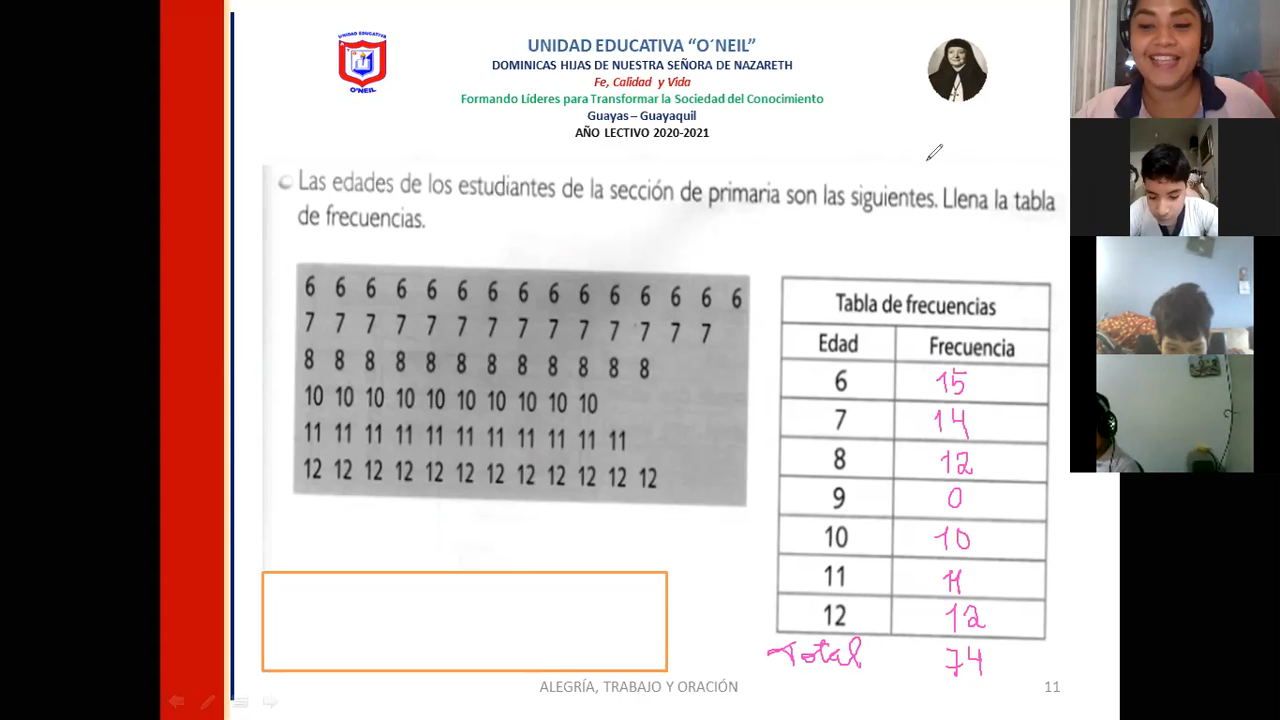 UNIDAD EDUCATIVA
O´NEIL
UNIDAD EDUCATIVA “O´NEIL”
DOMINICAS HIJAS DE NUESTRA SEÑORA DE NAZARETH
Fe, Calidad y Vida
Formando Líderes para Transformar la Sociedad del Conocimiento
Guayas – Guayaquil
AÑO LECTIVO 2020-2021
Las edades de los estudiantes de la sección de primaria son las siguientes. Llena la tabla
de frecuencias.
6 6 6 6 6 6 6 6 6 6 6 6 6 6 6
7 7 7 7 7 7 7 7 7 7 7 7 7 7
8 8 8 8 8 8 8 8 8 8 8 8
10 10 10 10 10 10 10 10 10 10
11 11 11 11 11 11 11 11 11 11 11
12 12 12 12 12 12 12 12 12 12 12 12
Tabla de frecuencias
Edad Frecuencia
6 15
7 14
8 12
9 0
10 10
11 11
12 12
Total 74
ALEGRÍA, TRABAJO Y ORACIÓN 11